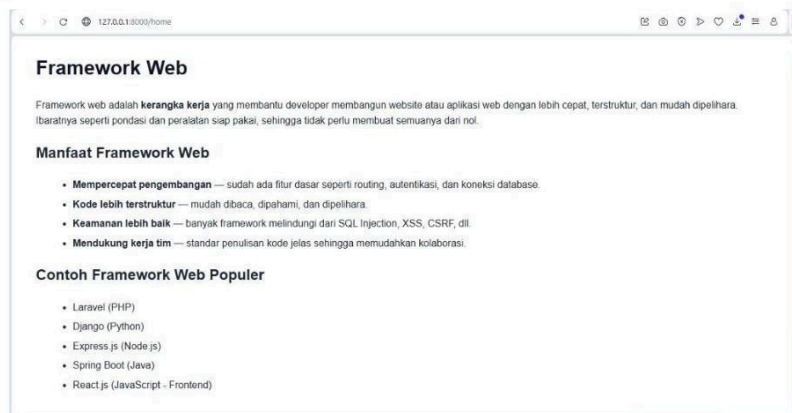 127.0.0.1:8000/home
Framework Web
Framework web adalah kerangka kerja yang membantu developer membangun website atau aplikasi web dengan lebih cepat, terstruktur, dan mudah dipelihara.
Ibaratnya seperti pondasi dan peralatan siap pakai, sehingga tidak perlu membuat semuanya dari nol.
Manfaat Framework Web
• Mempercepat pengembangan — sudah ada fitur dasar seperti routing, autentikasi, dan koneksi database.
• Kode lebih terstruktur — mudah dibaca, dipahami, dan dipelihara.
• Keamanan lebih baik — banyak framework melindungi dari SQL Injection, XSS, CSRF, dll.
• Mendukung kerja tim — standar penulisan kode jelas sehingga memudahkan kolaborasi.
Contoh Framework Web Populer
• Laravel (PHP)
• Django (Python)
• Express.js (Node.js)
• Spring Boot (Java)
• React.js (JavaScript - Frontend)